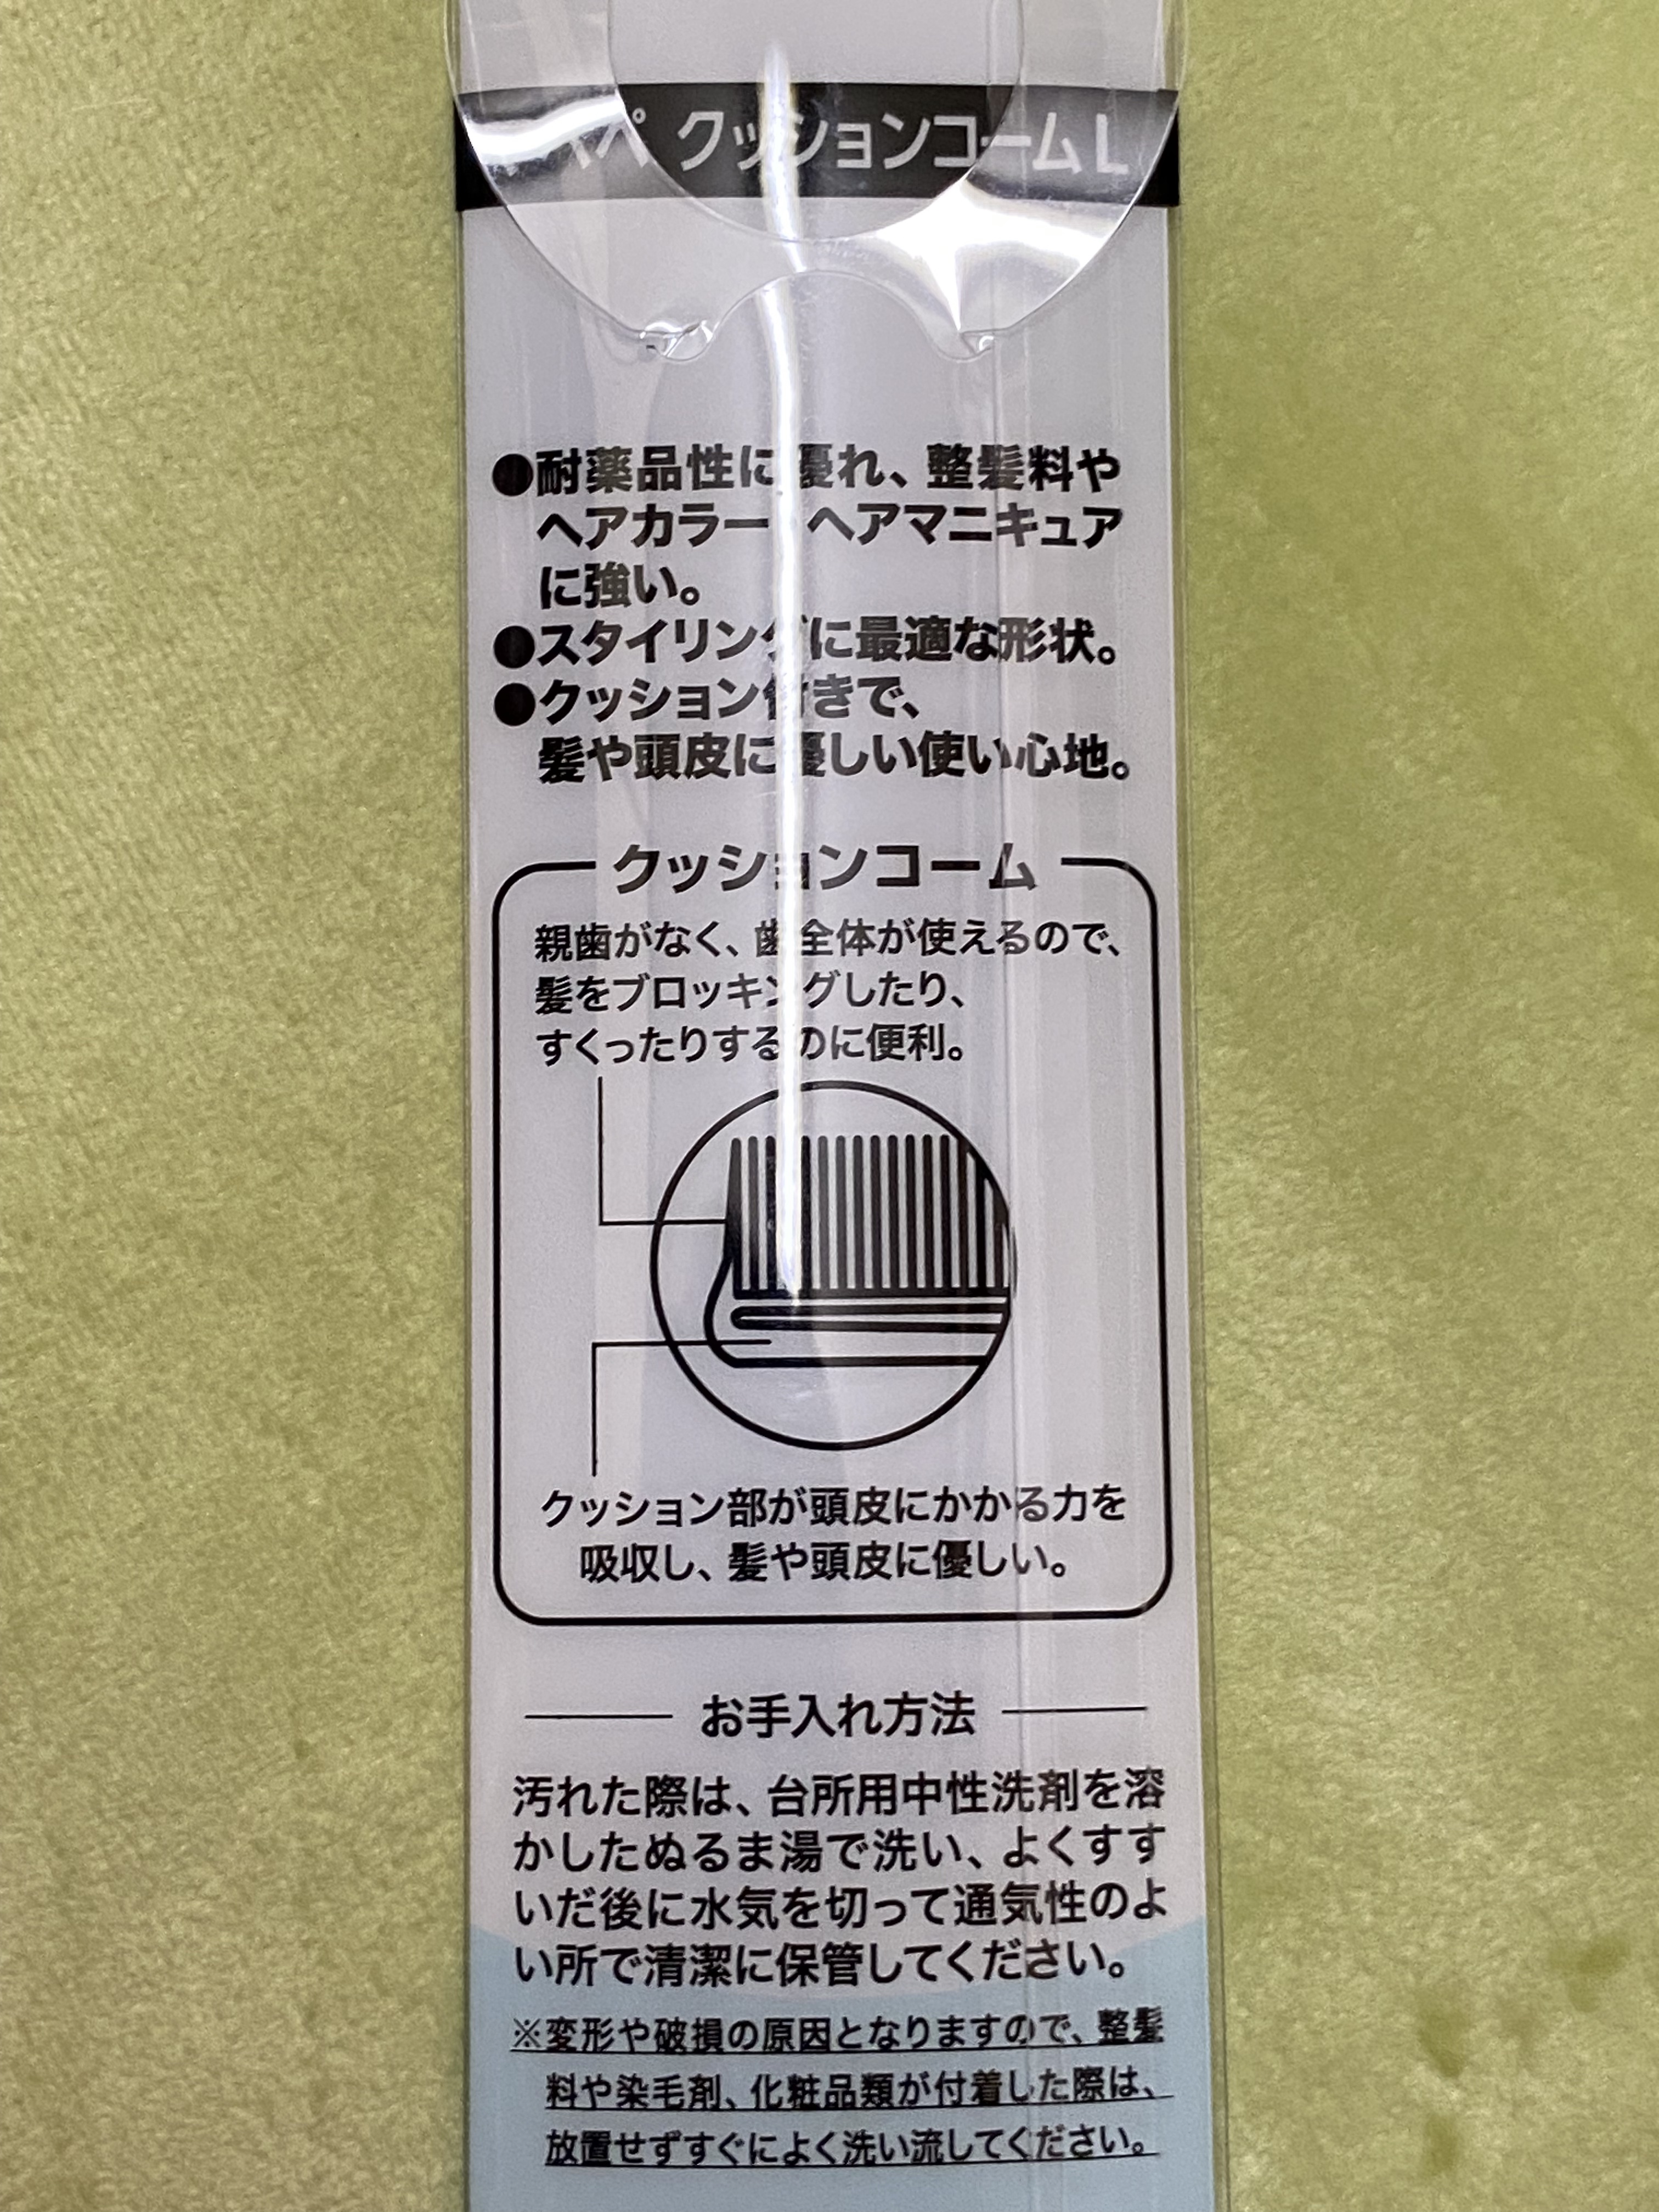 ペ クッションコームL
●耐薬品性に優れ、整髪料や
ヘアカラー ヘアマニキュア
に強い。
●スタイリングに最適な形状。
●クッション付きで、
髪や頭皮に優しい使い心地。
クッションコーム
親歯がなく、歯全体が使えるので、
髪をブロッキングしたり、
すくったりするのに便利。
クッション部が頭皮にかかる力を
吸収し、髪や頭皮に優しい。
お手入れ方法
汚れた際は、台所用中性洗剤を溶
かしたぬるま湯で洗い、よくすす
いだ後に水気を切って通気性のよ
い所で清潔に保管してください。
※変形や破損の原因となりますので、整髪
料や染毛剤、化粧品類が付着した際は、
放置せずすぐによく洗い流してください。